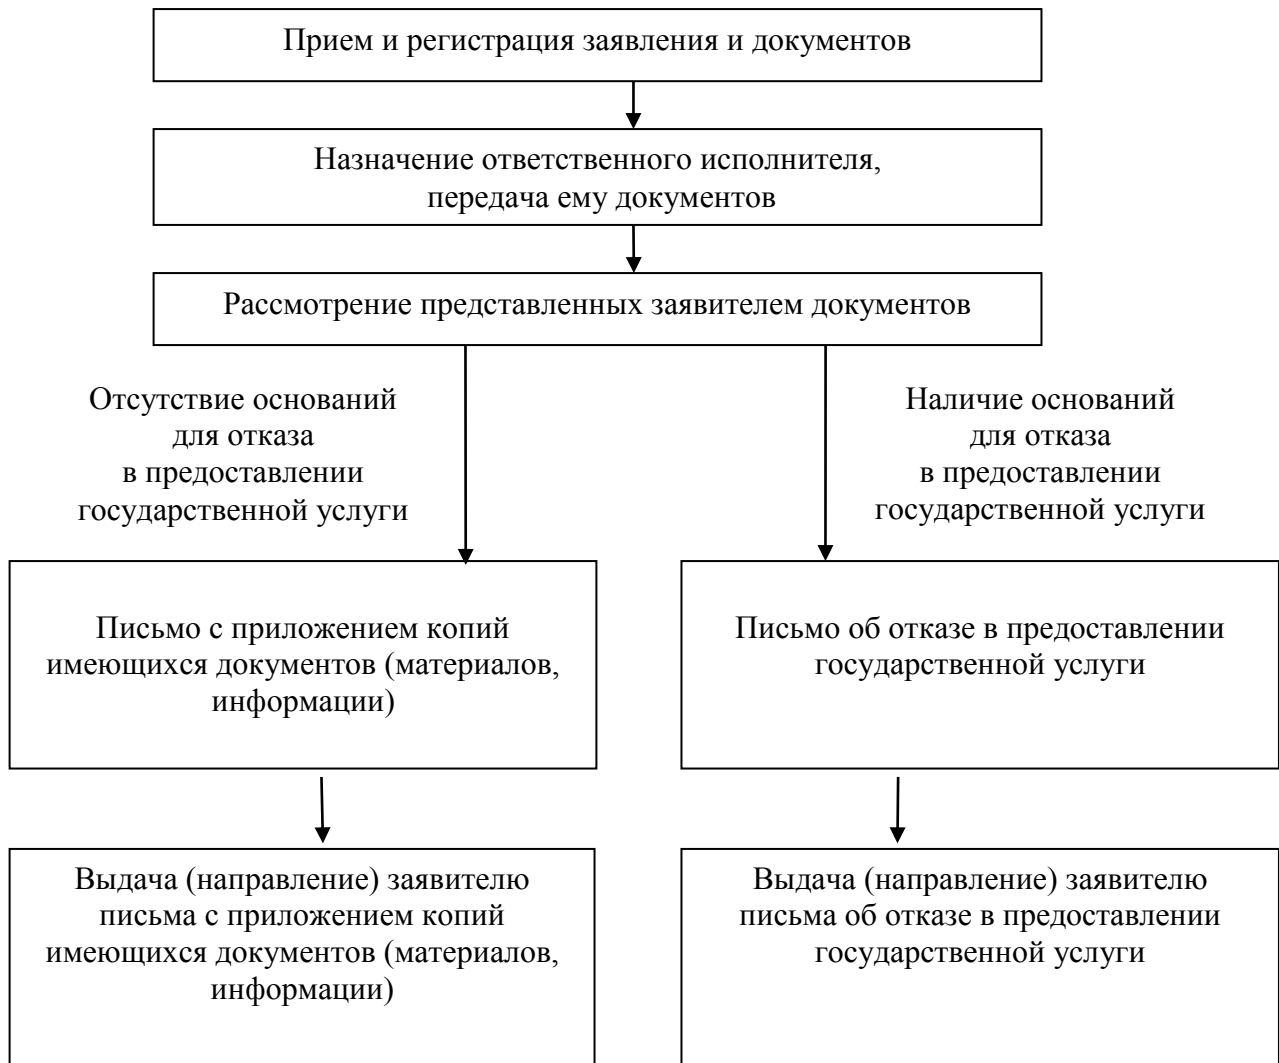 Прием и регистрация заявления и документов
Назначение ответственного исполнителя,
передача ему документов
Рассмотрение представленных заявителем документов
Отсутствие оснований
для отказа
в предоставлении
государственной услуги
Наличие оснований
для отказа
в предоставлении
государственной услуги
Письмо с приложением копий
имеющихся документов (материалов,
информации)
Письмо об отказе в предоставлении
государственной услуги
Выдача (направление) заявителю
письма с приложением копий
имеющихся документов (материалов,
информации)
Выдача (направление) заявителю
письма об отказе в предоставлении
государственной услуги